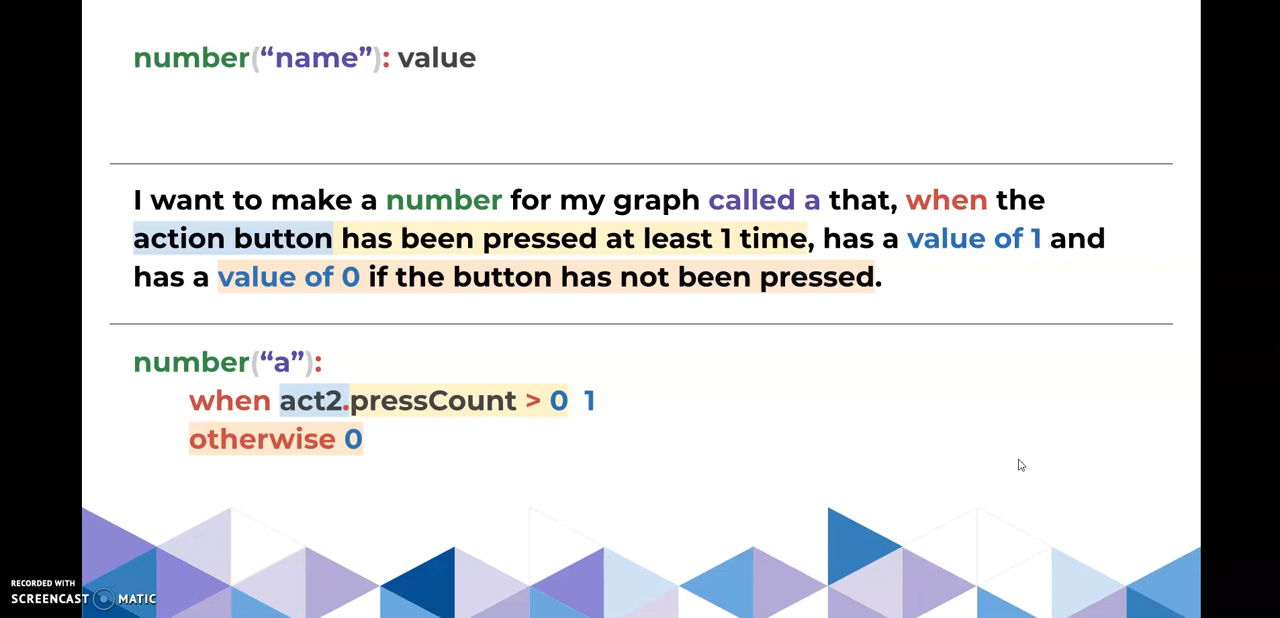 number(“name”): value
I want to make a number for my graph called a that, when the
action button has been pressed at least 1 time, has a value of 1 and
has a value of 0 if the button has not been pressed.
number(“a”):
when act2.pressCount > 0 1
otherwise 0
RECORDED WITH
SCREENCAST MATIC